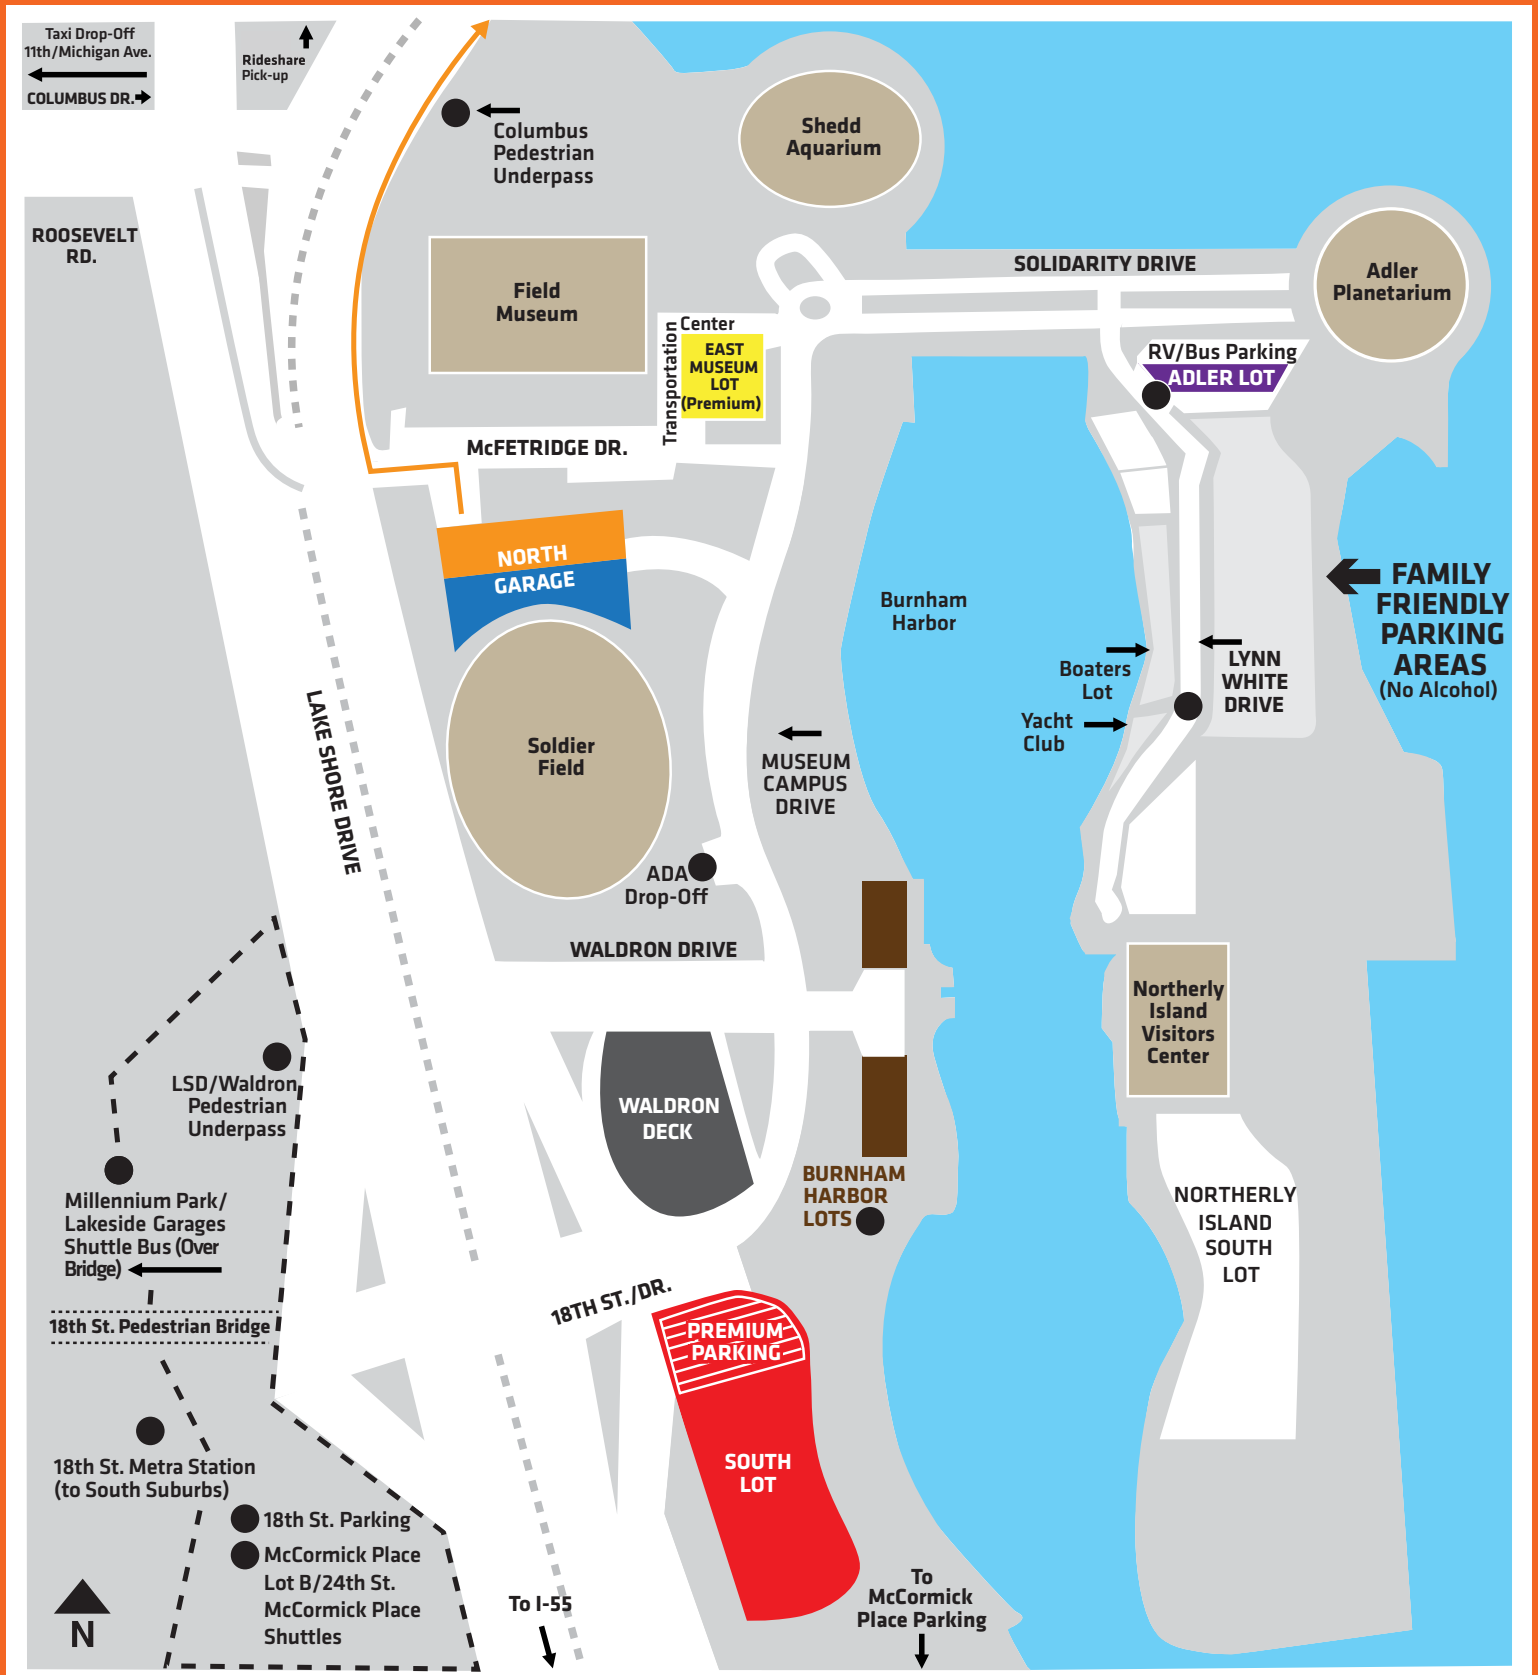 Taxi Drop-Off
11th/Michigan Ave.
COLUMBUS DR.
Rideshare
Pick-up
Columbus
Pedestrian
Underpass
Shedd
Aquarium
ROOSEVELT
RD.
Field
Museum
SOLIDARITY DRIVE
Adler
Planetarium
Transportation
Center
EAST
MUSEUM
LOT
(Premium)
RV/Bus Parking
ADLER LOT
McFETRIDGE DR.
NORTH
GARAGE
Burnham
Harbor
FAMILY
FRIENDLY
PARKING
AREAS
(No Alcohol)
Boaters
Lot
LYNN
WHITE
DRIVE
Yacht
Club
LAKE SHORE DRIVE
Soldier
Field
MUSEUM
CAMPUS
DRIVE
ADA
Drop-Off
WALDRON DRIVE
Northerly
Island
Visitors
Center
LSD/Waldron
Pedestrian
Underpass
WALDRON
DECK
BURNHAM
HARBOR
LOTS
Millennium Park/
Lakeside Garages
Shuttle Bus (Over
Bridge)
NORTHERLY
ISLAND
SOUTH
LOT
18th St. Pedestrian Bridge
18TH ST./DR.
PREMIUM
PARKING
SOUTH
LOT
18th St. Metra Station
(to South Suburbs)
18th St. Parking
McCormick Place
Lot B/24th St.
McCormick Place
Shuttles
N
To I-55
To
McCormick
Place Parking